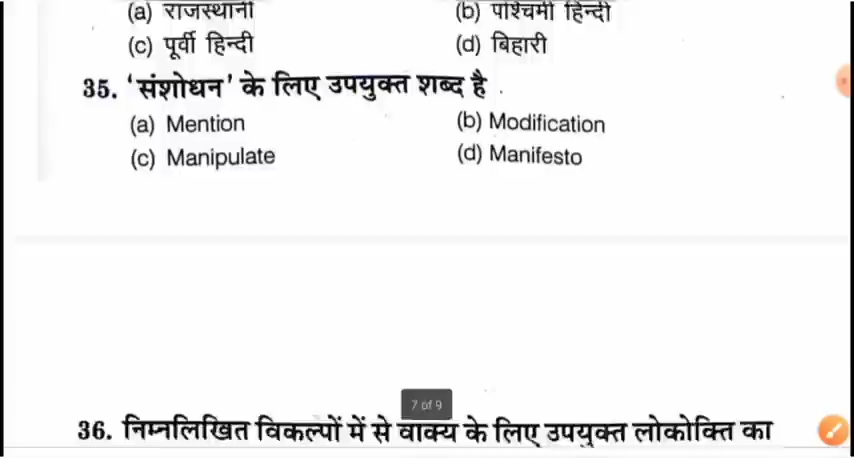 (a) राजस्थानी (b) पश्चिमी हिन्दी
(c) पूर्वी हिन्दी (d) बिहारी
35. 'संशोधन' के लिए उपयुक्त शब्द है .
(a) Mention (b) Modification
(c) Manipulate (d) Manifesto
7 of 9
36. निम्नलिखित विकल्पों में से वाक्य के लिए उपयुक्त लोकोक्ति का